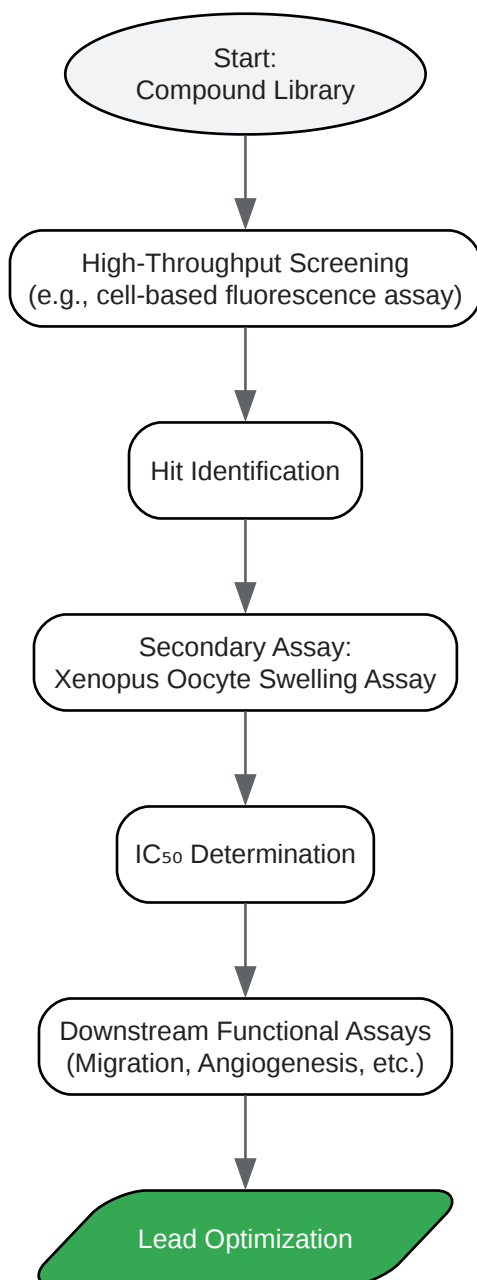 Start:
Compound Library
High-Throughput Screening
(e.g., cell-based fluorescence assay)
Hit Identification
Secondary Assay:
Xenopus Oocyte Swelling Assay
IC₅₀ Determination
Downstream Functional Assays
(Migration, Angiogenesis, etc.)
Lead Optimization